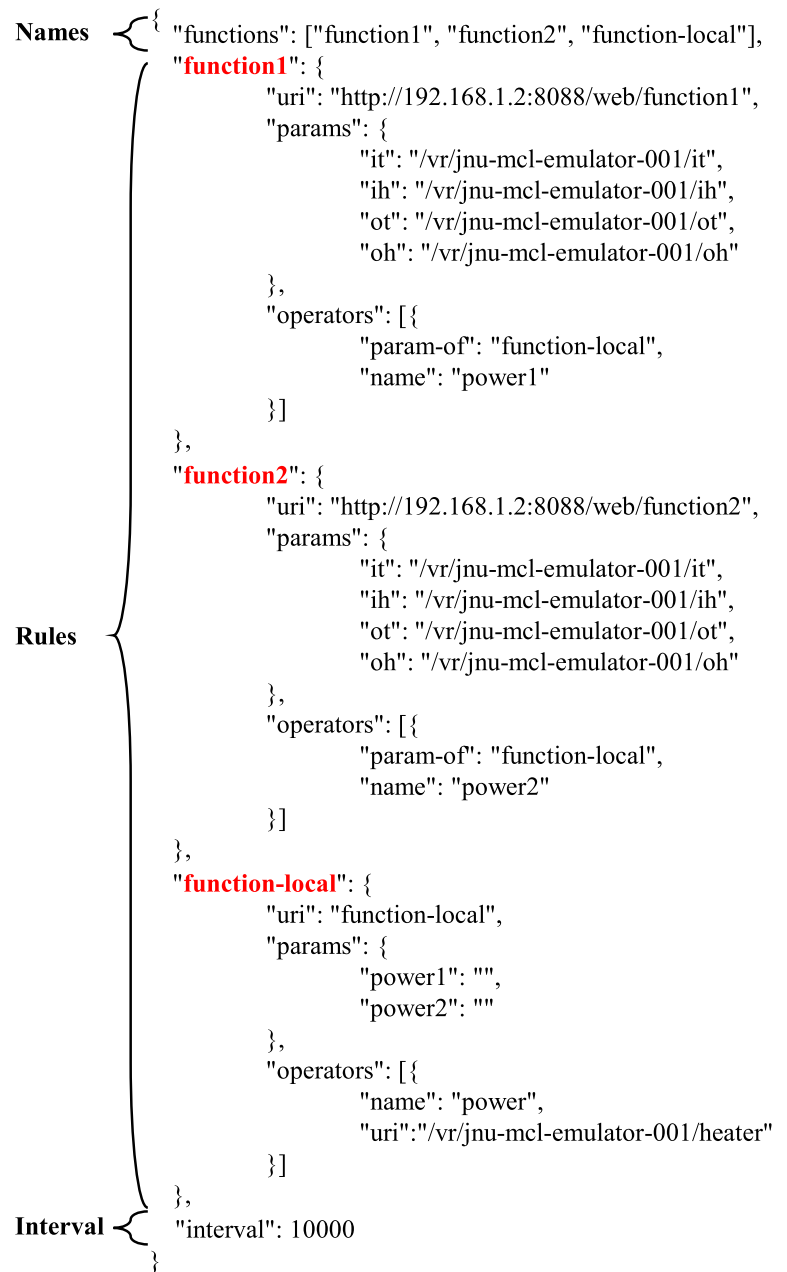 Names
{
"functions": ["function1", "function2", "function-local"],
"function1": {
"uri": "http://192.168.1.2:8088/web/function1",
"params": {
"it": "/vr/jnu-mcl-emulator-001/it",
"ih": "/vr/jnu-mcl-emulator-001/ih",
"ot": "/vr/jnu-mcl-emulator-001/ot",
"oh": "/vr/jnu-mcl-emulator-001/oh"
},
"operators": [{
"param-of": "function-local",
"name": "power1"
}]
},
"function2": {
"uri": "http://192.168.1.2:8088/web/function2",
"params": {
"it": "/vr/jnu-mcl-emulator-001/it",
"ih": "/vr/jnu-mcl-emulator-001/ih",
"ot": "/vr/jnu-mcl-emulator-001/ot",
Rules
"oh": "/vr/jnu-mcl-emulator-001/oh"
},
"operators": [{
"param-of": "function-local",
"name": "power2"
}]
},
"function-local": {
"uri": "function-local",
"params": {
"power1": "",
"power2": ""
},
"operators": [{
"name": "power",
"uri":"/vr/jnu-mcl-emulator-001/heater"
}]
},
Interval
"interval": 10000
}